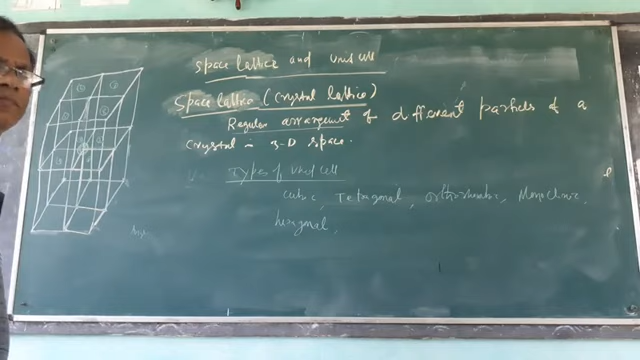 Space Lattice and Unit cell
Space Lattice (Crystal Lattice)
Regular arrangement of different particles of a
Crystal in 3-D space.
Types of Unit cell
Cubic, Tetragonal, Orthorhombic, Monoclinic,
hexagonal,